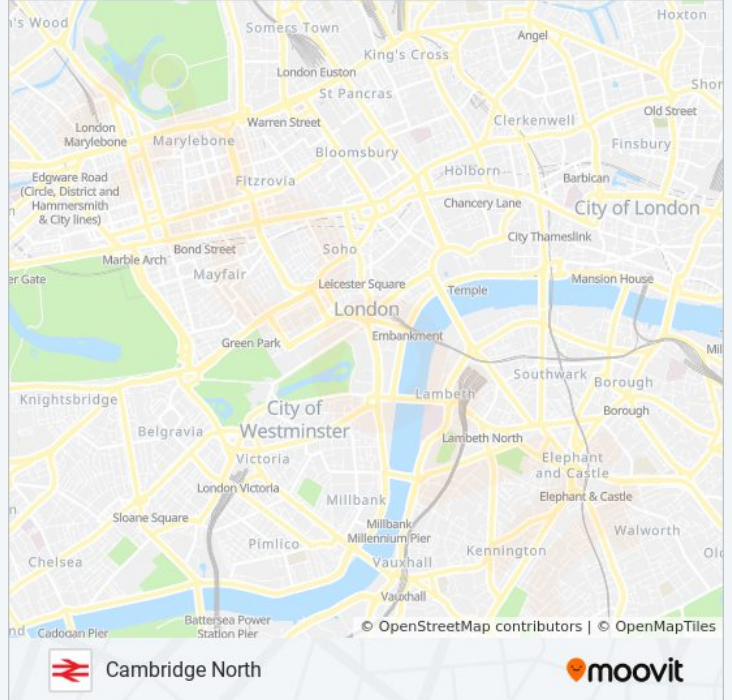 's Wood
Somers Town
Hoxton
Angel
King's Cross
London Euston
St Pancras
Shor
Old Street
Warren Street
Clerkenwell
London
Marylebone
Marylebone
Finsbury
Bloomsbury
Holborn
Edgware Road
(Circle, District and
Hammersmith
& City lines)
Fitzrovia
Barbican
n
Chancery Lane
City of London
City Thameslink
Bond Street
Soho
Marble Arch
Mayfair
er Gate
Leicester Square
Temple
Mansion House
London
Embankment
Green Park
Mil
Southwark
Borough
Lambeth
Knightsbridge
City of
Westminster
Borough
Belgravia
Lambeth North
Victoria
Elephant
and Castle
London Victoria
Millbank
Elephant & Castle
n
Sloane Square
Millbank
Millennium Pier
Walworth
Pimlico
Kennington
Old
Chelsea
Vauxhall
Vauxhall
nd
Cadogan Pier
Battersea Power
Station Pier
© OpenStreetMap contributors | © OpenMapTiles
Cambridge North
moovit